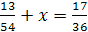 13/54 + x = 17/36